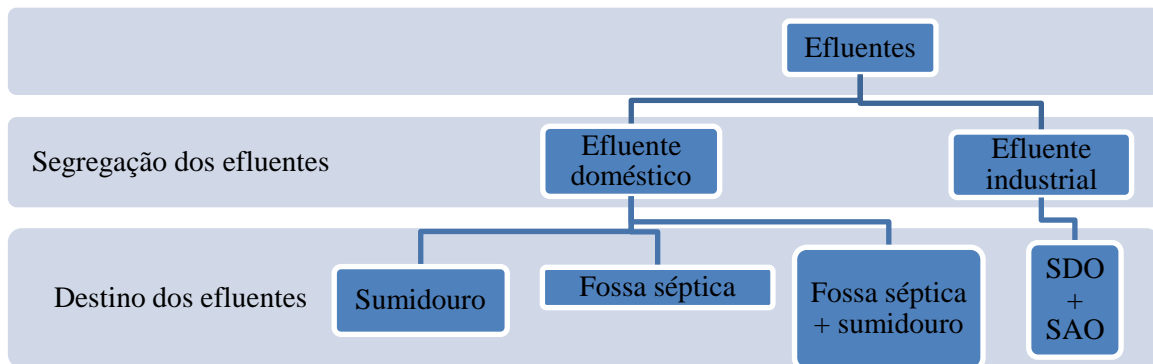 Efluentes
Segregação dos efluentes
Efluente
doméstico
Efluente
industrial
Destino dos efluentes
Sumidouro
Fossa séptica
Fossa séptica
+ sumidouro
SDO
+
SAO